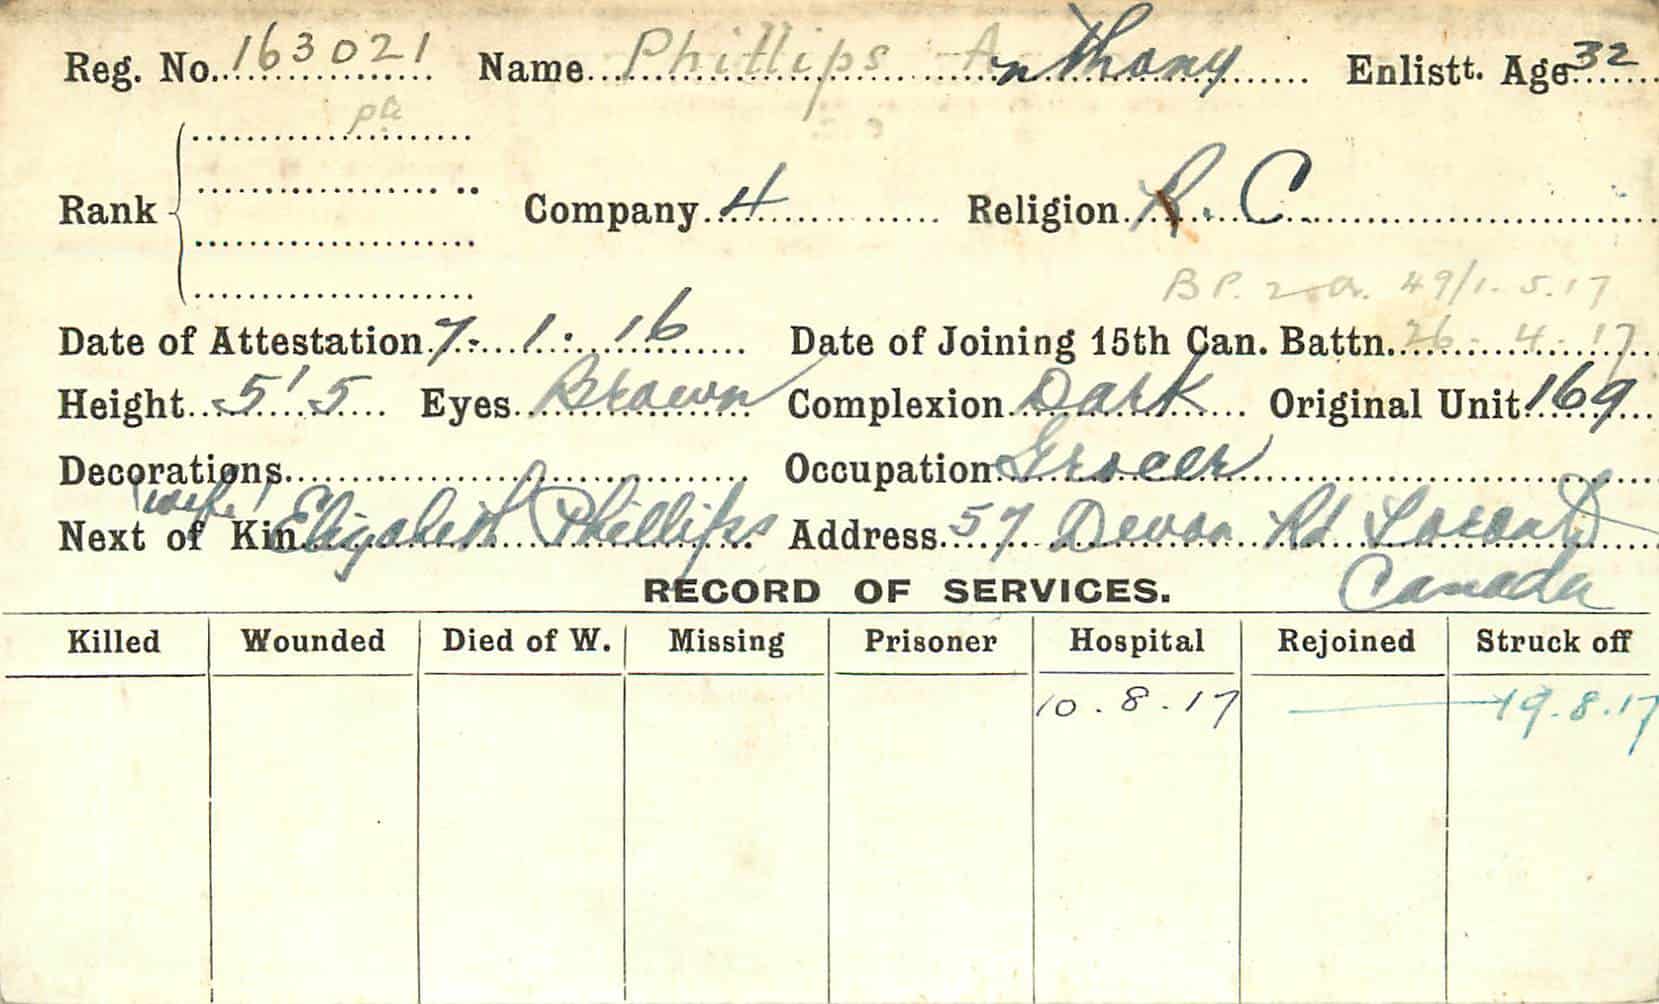 Reg. No. 163021 Name Phillips Anthony Enlistt. Age 32
pte
Rank Company 4 Religion R. C.
B P. 2 Or. 49/1.5.17
Date of Attestation 7. 1. 16 Date of Joining 15th Can. Battn. 26-4-17
Height 5'5 Eyes Brown Complexion Dark Original Unit 169
Decorations Occupation Grocer
(wife)
Next of Kin Elizabeth Phillips Address 57 Devon Rd Toronto
Canada
RECORD OF SERVICES.
Killed Wounded Died of W. Missing Prisoner Hospital Rejoined Struck off
10.8.17 19.8.17